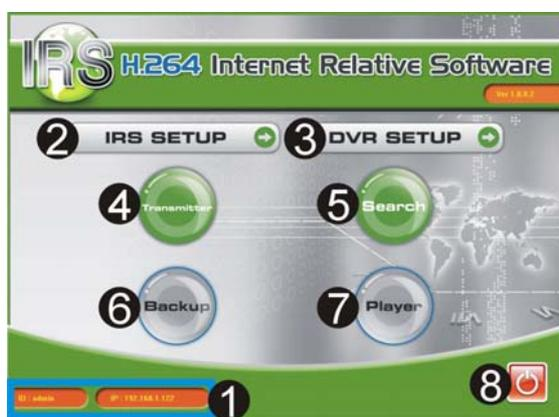 IRS H.264 Internet Relative Software
Ver 1.0.0.2
2 IRS SETUP 3 DVR SETUP
4 Transmitter 5 Search
6 Backup 7 Player
ID : admin IP : 192.168.1.122 1 8